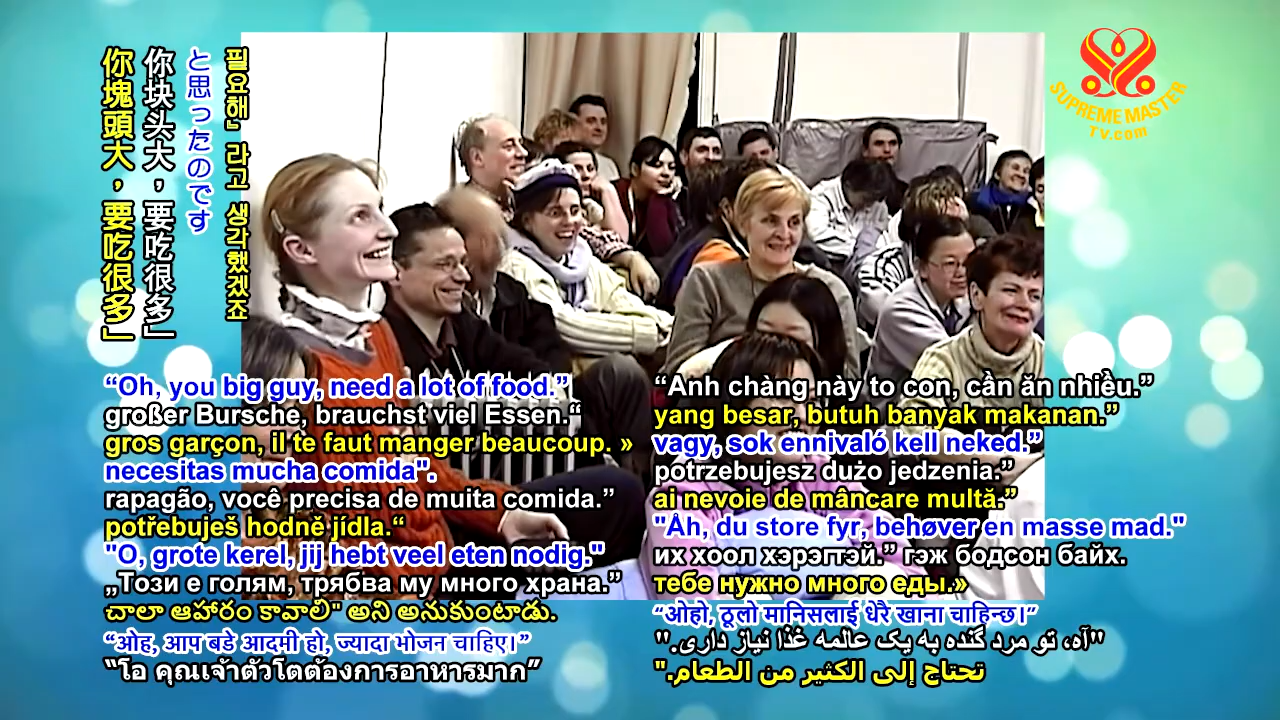 필요해」라고 생각했겠죠
と思ったのです
你块头大，要吃很多」
你塊頭大，要吃很多」
SUPREME MASTER
TV.com
“Oh, you big guy, need a lot of food.”
großer Bursche, brauchst viel Essen.“
gros garçon, il te faut manger beaucoup. »
necesitas mucha comida".
rapagão, você precisa de muita comida.”
potřebuješ hodně jídla.“
"O, grote kerel, jij hebt veel eten nodig."
„Този е голям, трябва му много храна.”
చాలా ఆహారం కావాలి" అని అనుకుంటాడు.
“ओह, आप बडे आदमी हो, ज्यादा भोजन चाहिए।”
“โอ คุณเจ้าตัวโตต้องการอาหารมาก”
“Anh chàng này to con, cần ăn nhiều.”
yang besar, butuh banyak makanan.”
vagy, sok ennivaló kell neked.”
potrzebujesz dużo jedzenia.”
ai nevoie de mâncare multă.”
"Åh, du store fyr, behøver en masse mad."
их хоол хэрэгтэй.” гэж бодсон байх.
тебе нужно много еды.»
“ओहो, ठूलो मानिसलाई धेरै खाना चाहिन्छ।”
"آه، تو مرد گنده به یک عالمه غذا نیاز داری."
تحتاج إلى الكثير من الطعام."